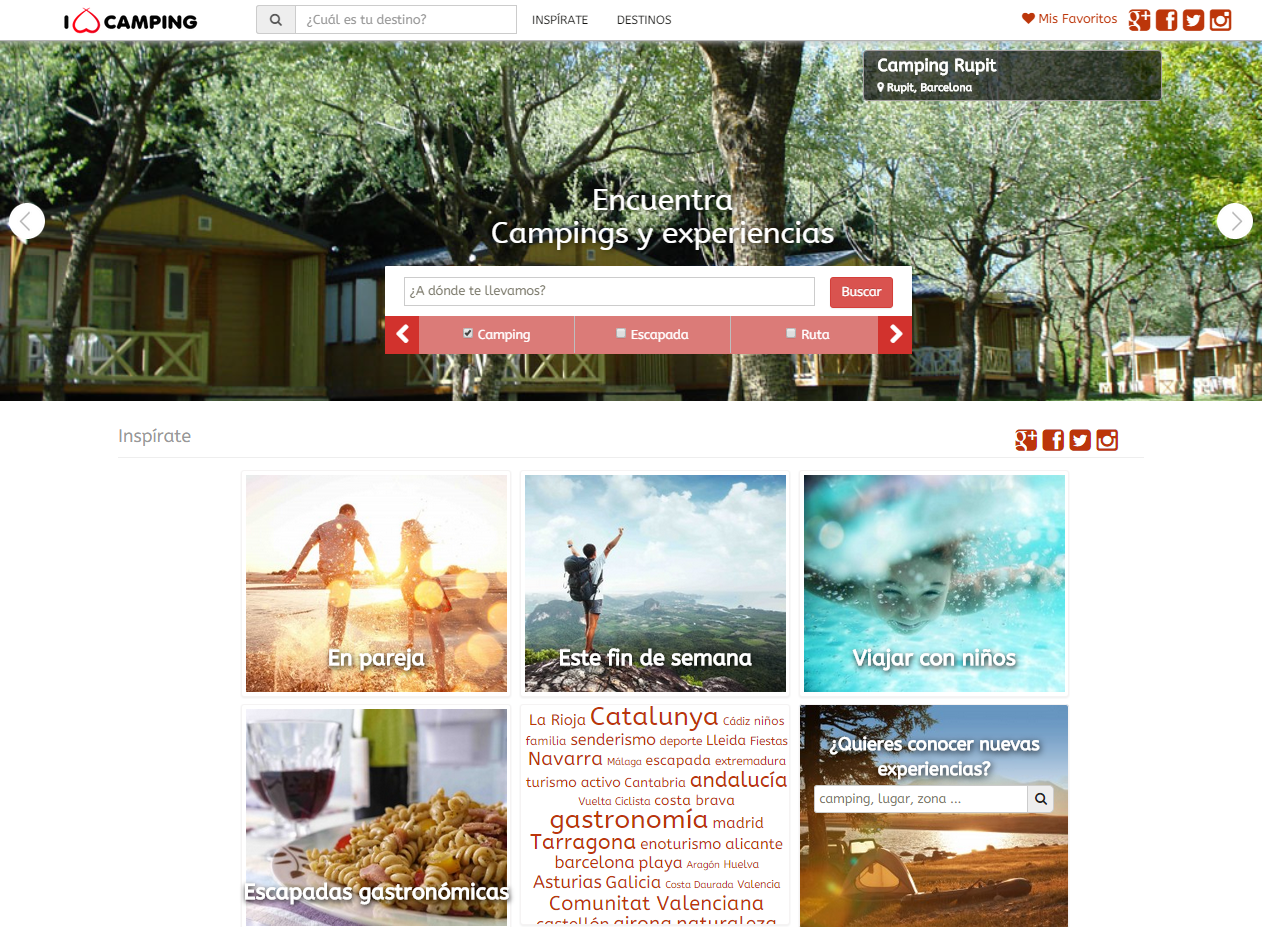 I CAMPING
¿Cuál es tu destino?
INSPÍRATE
DESTINOS
Mis Favoritos
Camping Rupit
Rupit, Barcelona
Encuentra
Campings y experiencias
¿A dónde te llevamos?
Buscar
Camping
Escapada
Ruta
Inspírate
En pareja
Este fin de semana
Viajar con niños
Escapadas gastronómicas
La Rioja Catalunya Cádiz niños
familia senderismo deporte Lleida Fiestas
Navarra Málaga escapada extremadura
turismo activo Cantabria andalucía
Vuelta Ciclista costa brava
gastronomía madrid
Tarragona enoturismo alicante
barcelona playa Aragón Huelva
Asturias Galicia Costa Daurada Valencia
Comunitat Valenciana
castellón girona naturaleza
¿Quieres conocer nuevas
experiencias?
camping, lugar, zona ...